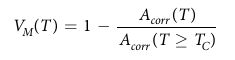 V_M(T) = 1 − A_corr(T) / A_corr(T ≥ T_C)